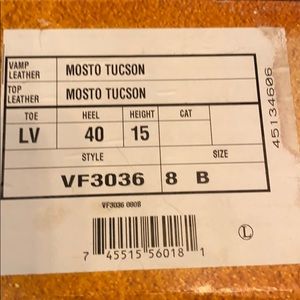 VAMP LEATHER MOSTO TUCSON
TOP LEATHER MOSTO TUCSON
TOE HEEL HEIGHT CAT
LV 40 15
STYLE SIZE
VF3036 8 B
VF3036 080B
7 45515 56018 1
L
45134606